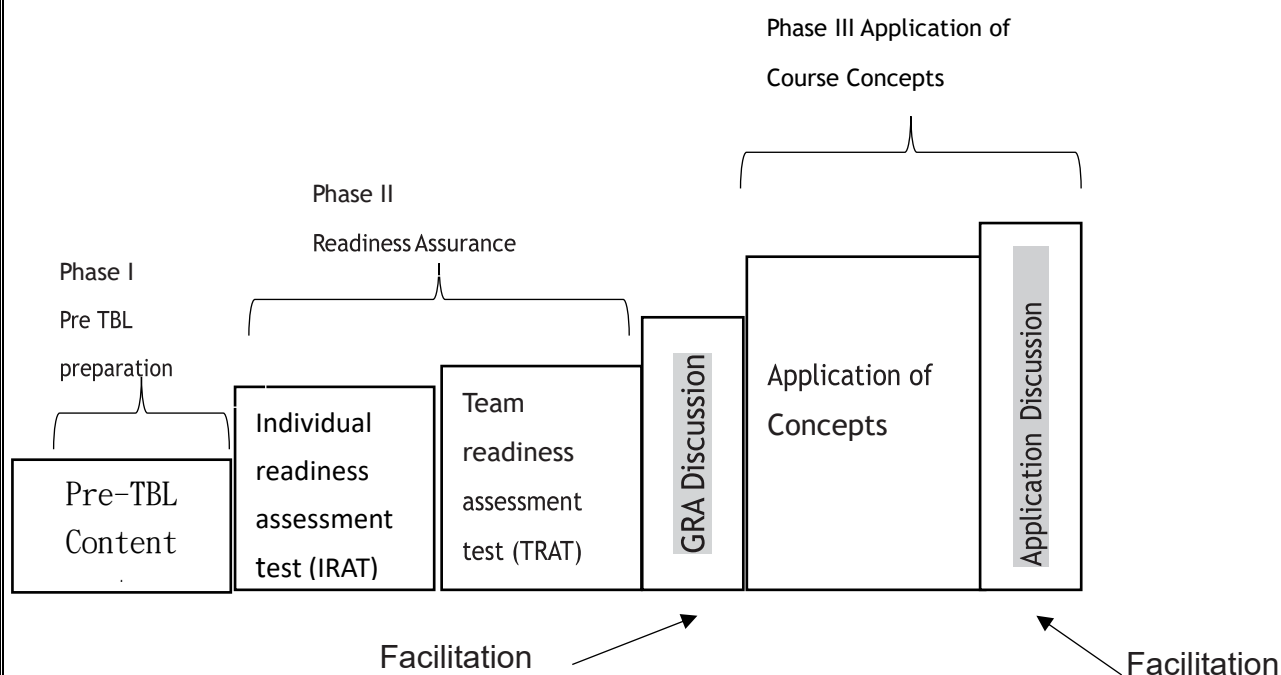 Phase III Application of
Course Concepts
Phase II
Readiness Assurance
Phase I
Pre TBL
preparation
Pre-TBL
Content
.
Individual
readiness
assessment
test (IRAT)
Team
readiness
assessment
test (TRAT)
GRA Discussion
Application of
Concepts
Application Discussion
Facilitation
Facilitation